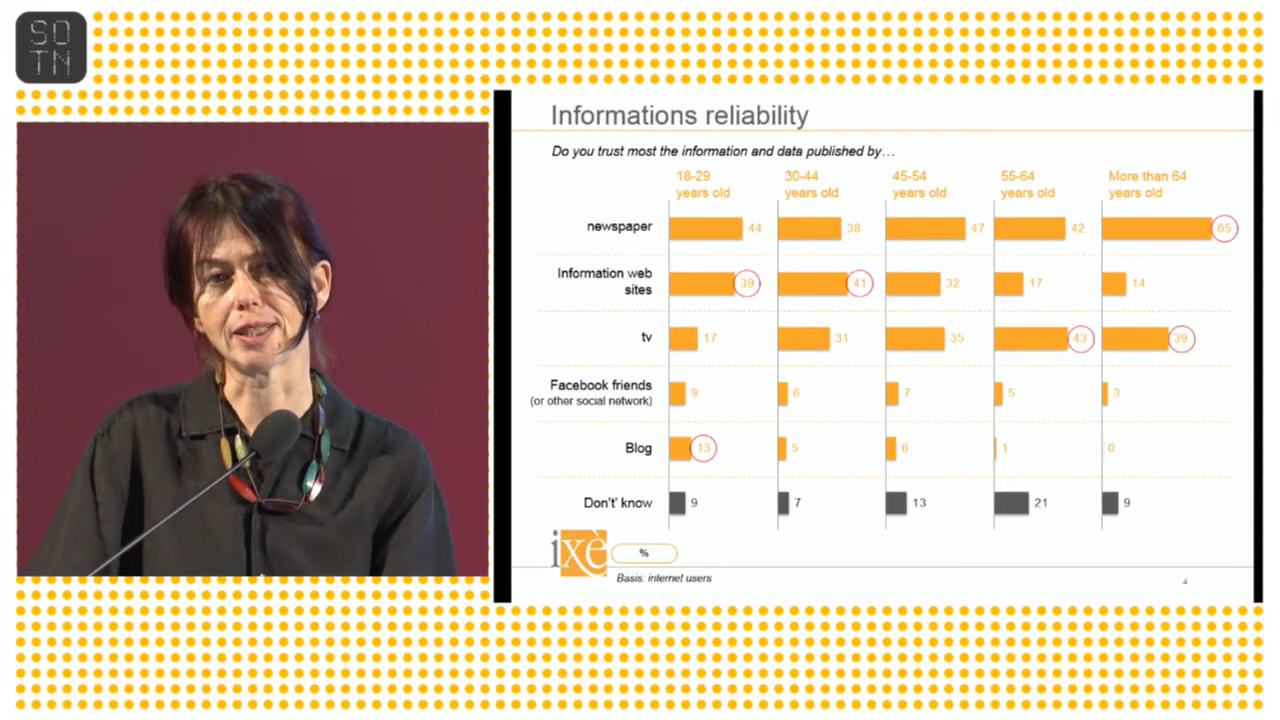 SO
TN
Informations reliability
Do you trust most the information and data published by…
18-29
years old
30-44
years old
45-54
years old
55-64
years old
More than 64
years old
newspaper
44
38
47
42
65
Information web
sites
39
41
32
17
14
tv
17
31
35
43
39
Facebook friends
(or other social network)
9
6
7
5
3
Blog
13
5
6
1
0
Don't' know
9
7
13
21
9
ixè
%
Basis: internet users
4